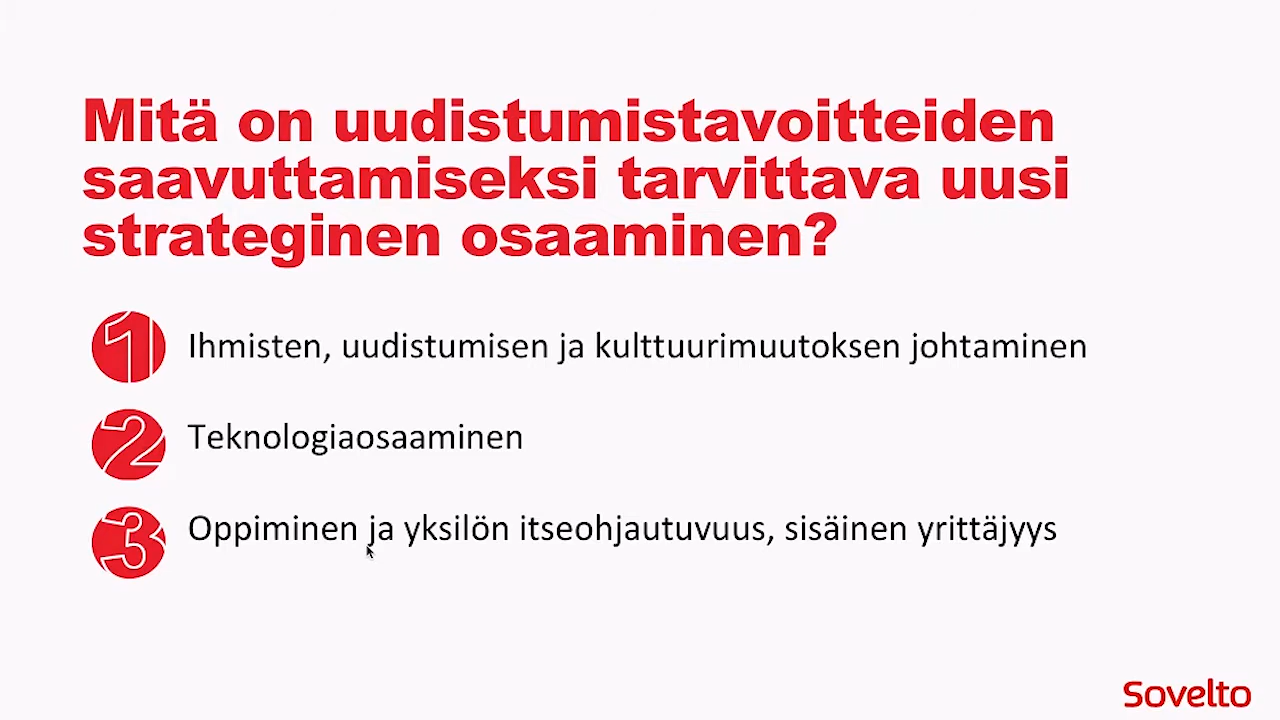 Mitä on uudistumistavoitteiden
saavuttamiseksi tarvittava uusi
strateginen osaaminen?
1 Ihmisten, uudistumisen ja kulttuurimuutoksen johtaminen
2 Teknologiaosaaminen
3 Oppiminen ja yksilön itseohjautuvuus, sisäinen yrittäjyys
Sovelto